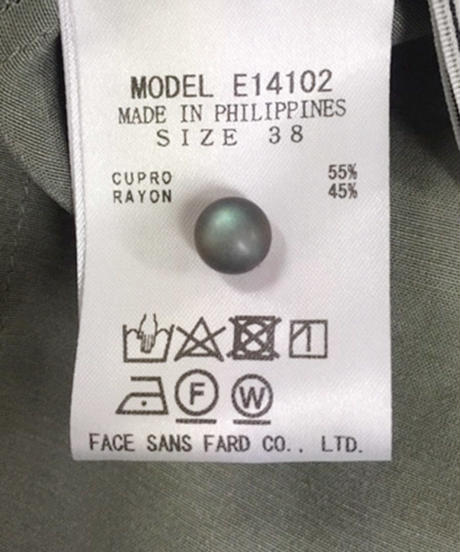 MODEL E14102
MADE IN PHILIPPINES
SIZE 38
CUPRO 55%
RAYON 45%
F W
FACE SANS FARD CO., LTD.